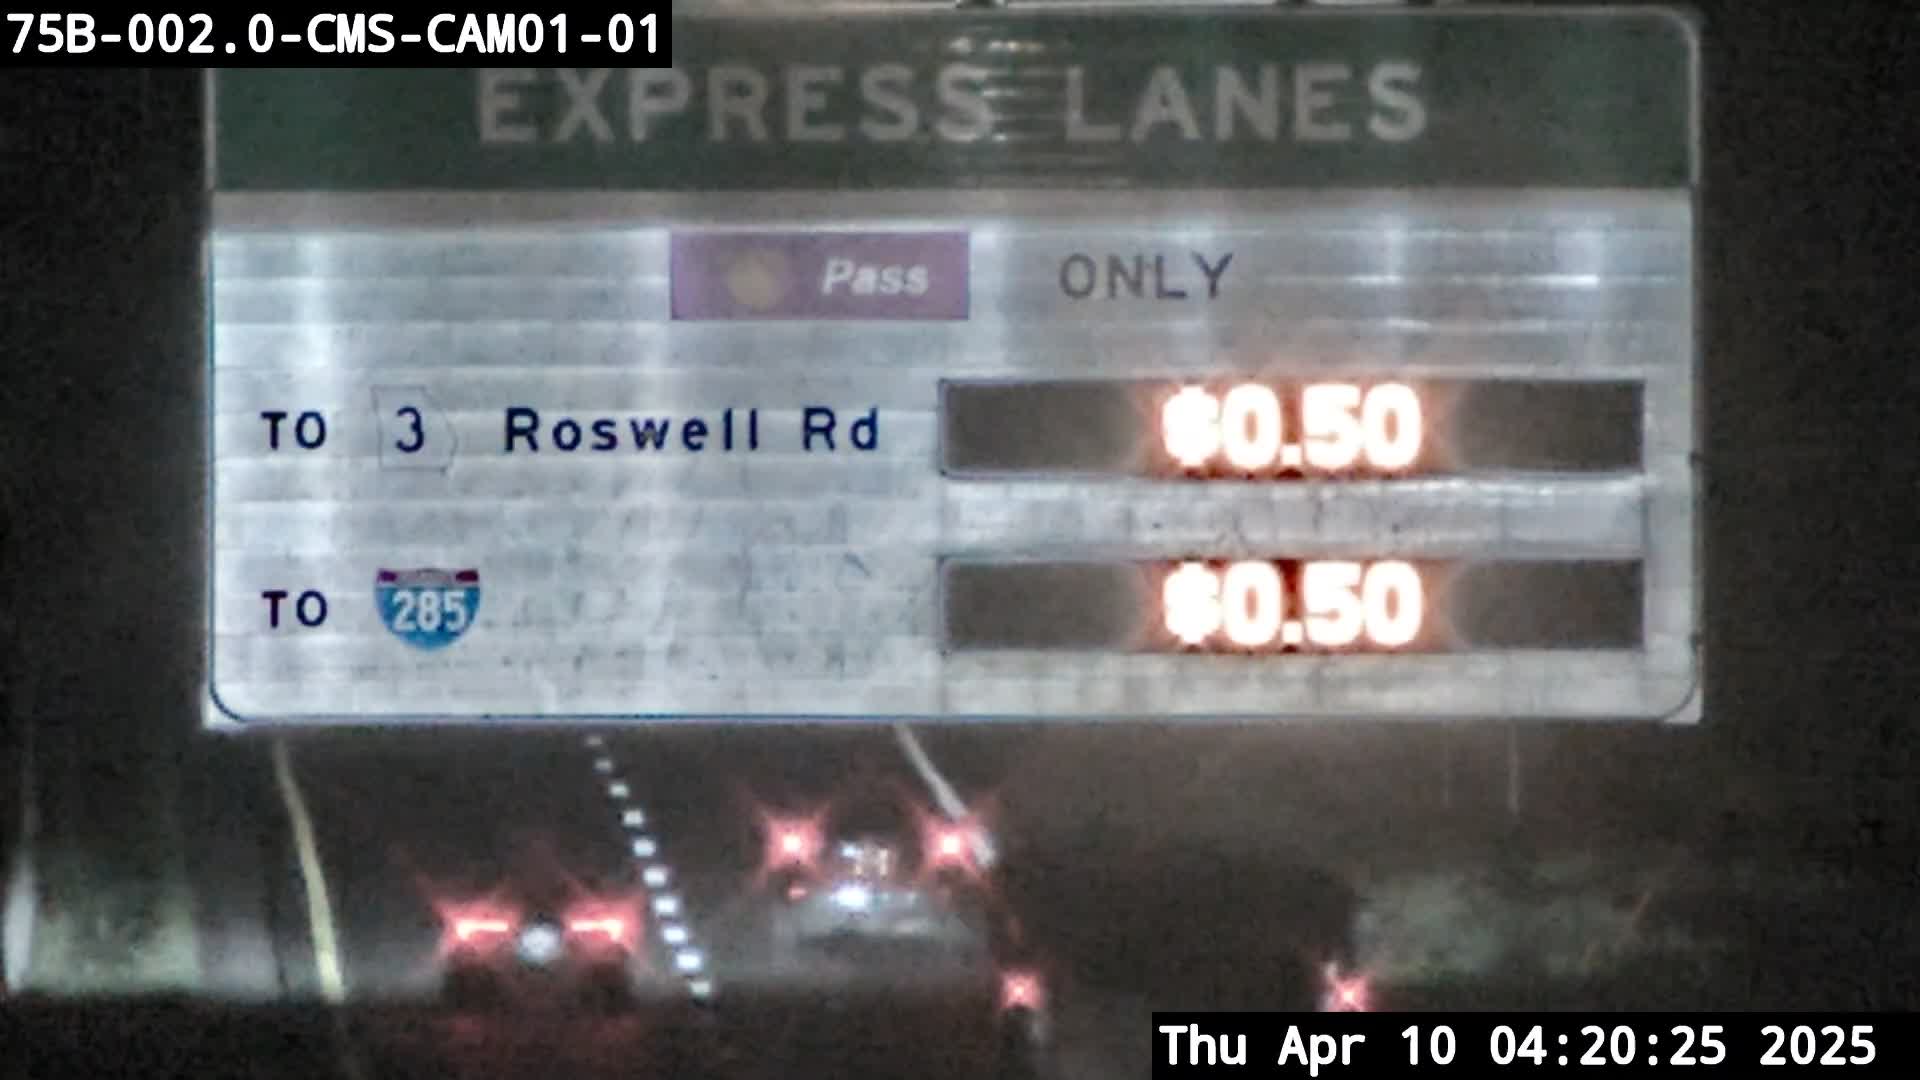 75B-002.0-CMS-CAM01-01
EXPRESS LANES
Pass ONLY
TO 3 Roswell Rd $0.50
TO 285 $0.50
Thu Apr 10 04:20:25 2025